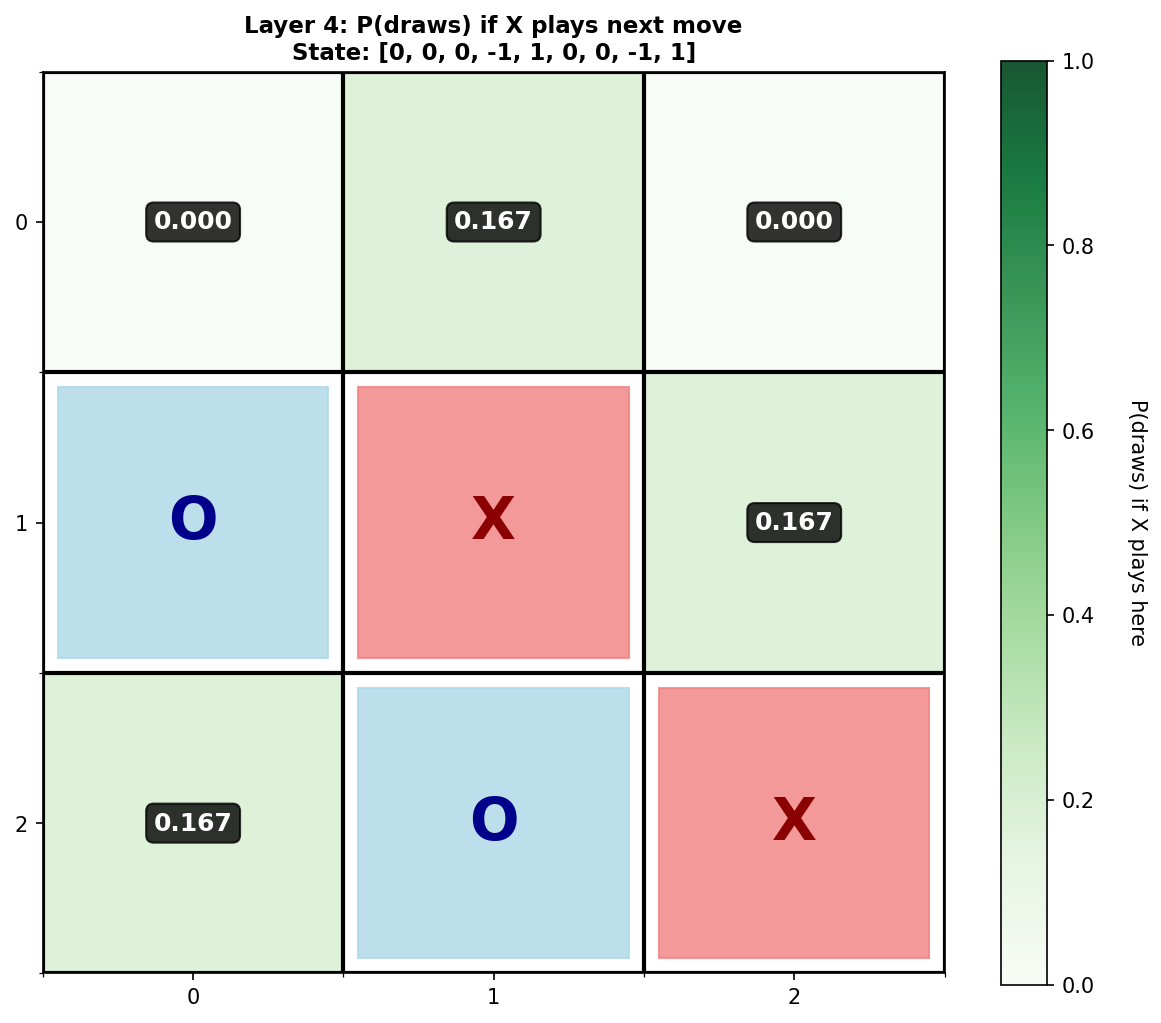 Layer 4: P(draws) if X plays next move
State: [0, 0, 0, -1, 1, 0, 0, -1, 1]
0.000
0.167
0.000
O
X
0.167
0.167
O
X
0
1
2
0
1
2
1.0
0.8
0.6
0.4
0.2
0.0
P(draws) if X plays here